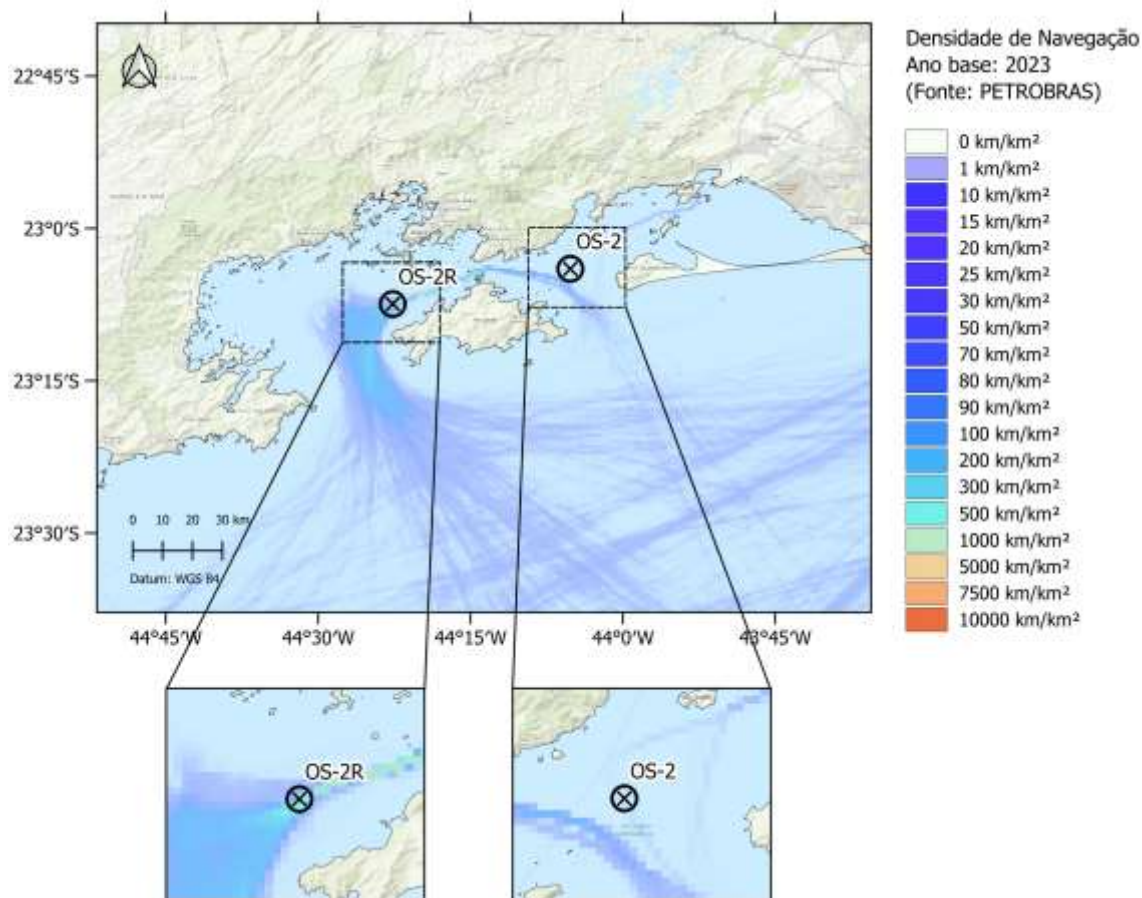 Densidade de Navegação
Ano base: 2023
(Fonte: PETROBRAS)
0 km/km²
1 km/km²
10 km/km²
15 km/km²
20 km/km²
25 km/km²
30 km/km²
50 km/km²
70 km/km²
80 km/km²
90 km/km²
100 km/km²
200 km/km²
300 km/km²
500 km/km²
1000 km/km²
5000 km/km²
7500 km/km²
10000 km/km²
22°45'S
23°0'S
23°15'S
23°30'S
OS-2
OS-2R
0 10 20 30 km
Datum: WGS 84
44°45'W 44°30'W 44°15'W 44°0'W 43°45'W
OS-2R
OS-2